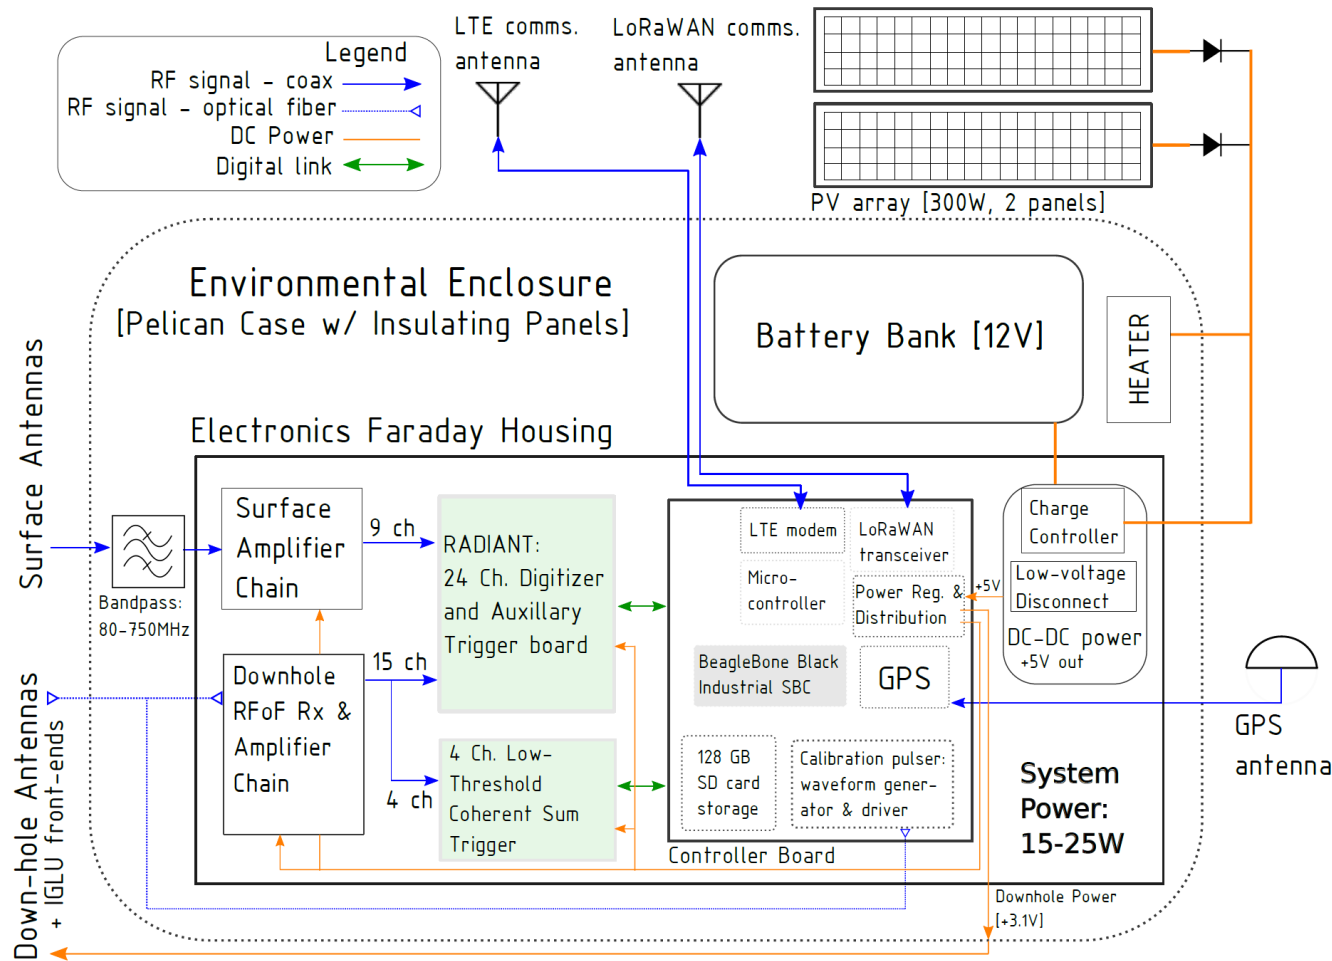 LTE comms.
antenna
LoRaWAN comms.
antenna
Legend
RF signal - coax
RF signal - optical fiber
DC Power
Digital link
PV array [300W, 2 panels]
Environmental Enclosure
[Pelican Case w/ Insulating Panels]
Battery Bank [12V]
HEATER
Surface Antennas
Electronics Faraday Housing
Bandpass:
80-750MHz
Surface
Amplifier
Chain
9 ch
RADIANT:
24 Ch. Digitizer
and Auxillary
Trigger board
LTE modem
LoRaWAN
transceiver
Micro-
controller
Power Reg. &
Distribution
+5V
Charge
Controller
Low-voltage
Disconnect
DC-DC power
+5V out
BeagleBone Black
Industrial SBC
GPS
GPS
antenna
Down-hole Antennas
+ IGLU front-ends
Downhole
RFoF Rx &
Amplifier
Chain
15 ch
4 ch
4 Ch. Low-
Threshold
Coherent Sum
Trigger
128 GB
SD card
storage
Calibration pulser:
waveform gener-
ator & driver
Controller Board
System
Power:
15-25W
Downhole Power
[+3.1V]